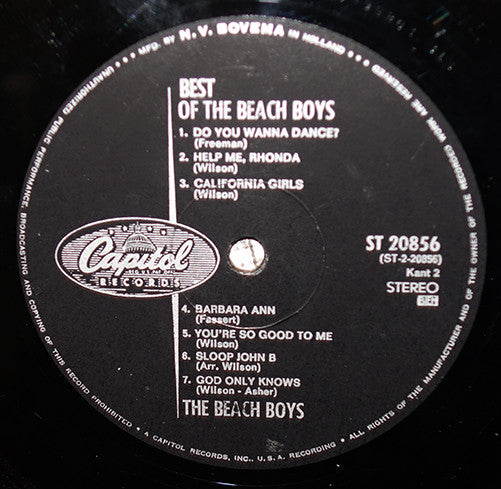 MFG. BY N.V. BOVEMA IN HOLLAND
UNAUTHORIZED PUBLIC PERFORMANCE, BROADCASTING AND COPYING OF THIS RECORD PROHIBITED • A CAPITOL RECORDS, INC., U.S.A. RECORDING • ALL RIGHTS OF THE MANUFACTURER AND OF THE OWNER OF THE RECORDED WORK ARE RESERVED
BEST
OF THE BEACH BOYS
1. DO YOU WANNA DANCE?
(Freeman)
2. HELP ME, RHONDA
(Wilson)
3. CALIFORNIA GIRLS
(Wilson)
Capitol
RECORDS
ST 20856
(ST-2-20856)
Kant 2
STEREO
4. BARBARA ANN
(Fassert)
5. YOU'RE SO GOOD TO ME
(Wilson)
6. SLOOP JOHN B
(Arr. Wilson)
7. GOD ONLY KNOWS
(Wilson - Asher)
THE BEACH BOYS